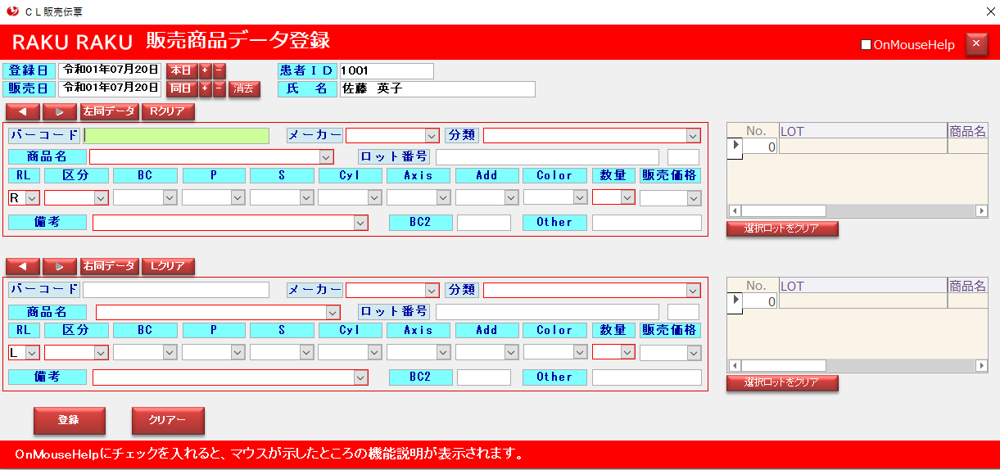 ＣＬ販売伝票
RAKU RAKU 販売商品データ登録
OnMouseHelp ×
登録日 令和01年07月20日 本日 + − 患者ＩＤ 1001
販売日 令和01年07月20日 同日 + − 消去 氏　名 佐藤　英子
左同データ Rクリア
バーコード メーカー 分類
商品名 ロット番号
RL 区分 BC P S Cyl Axis Add Color 数量 販売価格
R
備考 BC2 Other
No. LOT 商品名
0
選択ロットをクリア
右同データ Lクリア
バーコード メーカー 分類
商品名 ロット番号
RL 区分 BC P S Cyl Axis Add Color 数量 販売価格
L
備考 BC2 Other
No. LOT 商品名
0
選択ロットをクリア
登録 クリアー
OnMouseHelpにチェックを入れると、マウスが示したところの機能説明が表示されます。